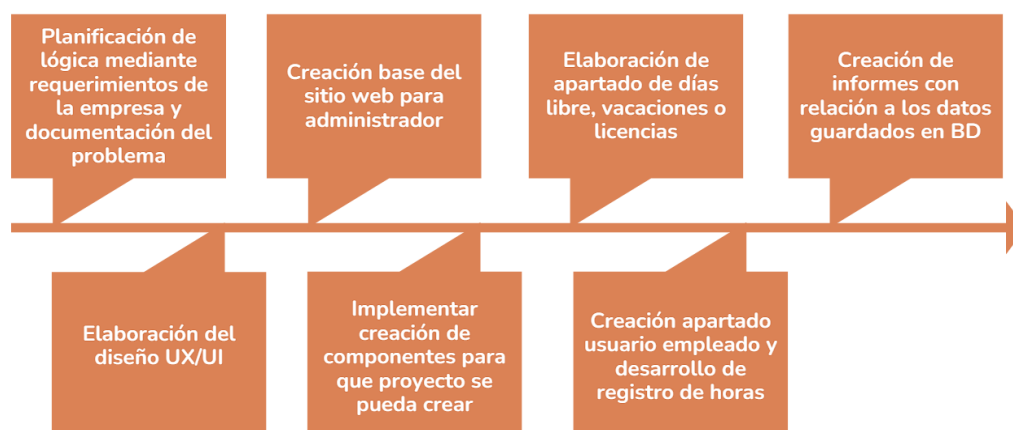 Planificación de
lógica mediante
requerimientos de
la empresa y
documentación del
problema
Creación base del
sitio web para
administrador
Elaboración de
apartado de días
libre, vacaciones o
licencias
Creación de
informes con
relación a los datos
guardados en BD
Elaboración del
diseño UX/UI
Implementar
creación de
componentes para
que proyecto se
pueda crear
Creación apartado
usuario empleado y
desarrollo de
registro de horas